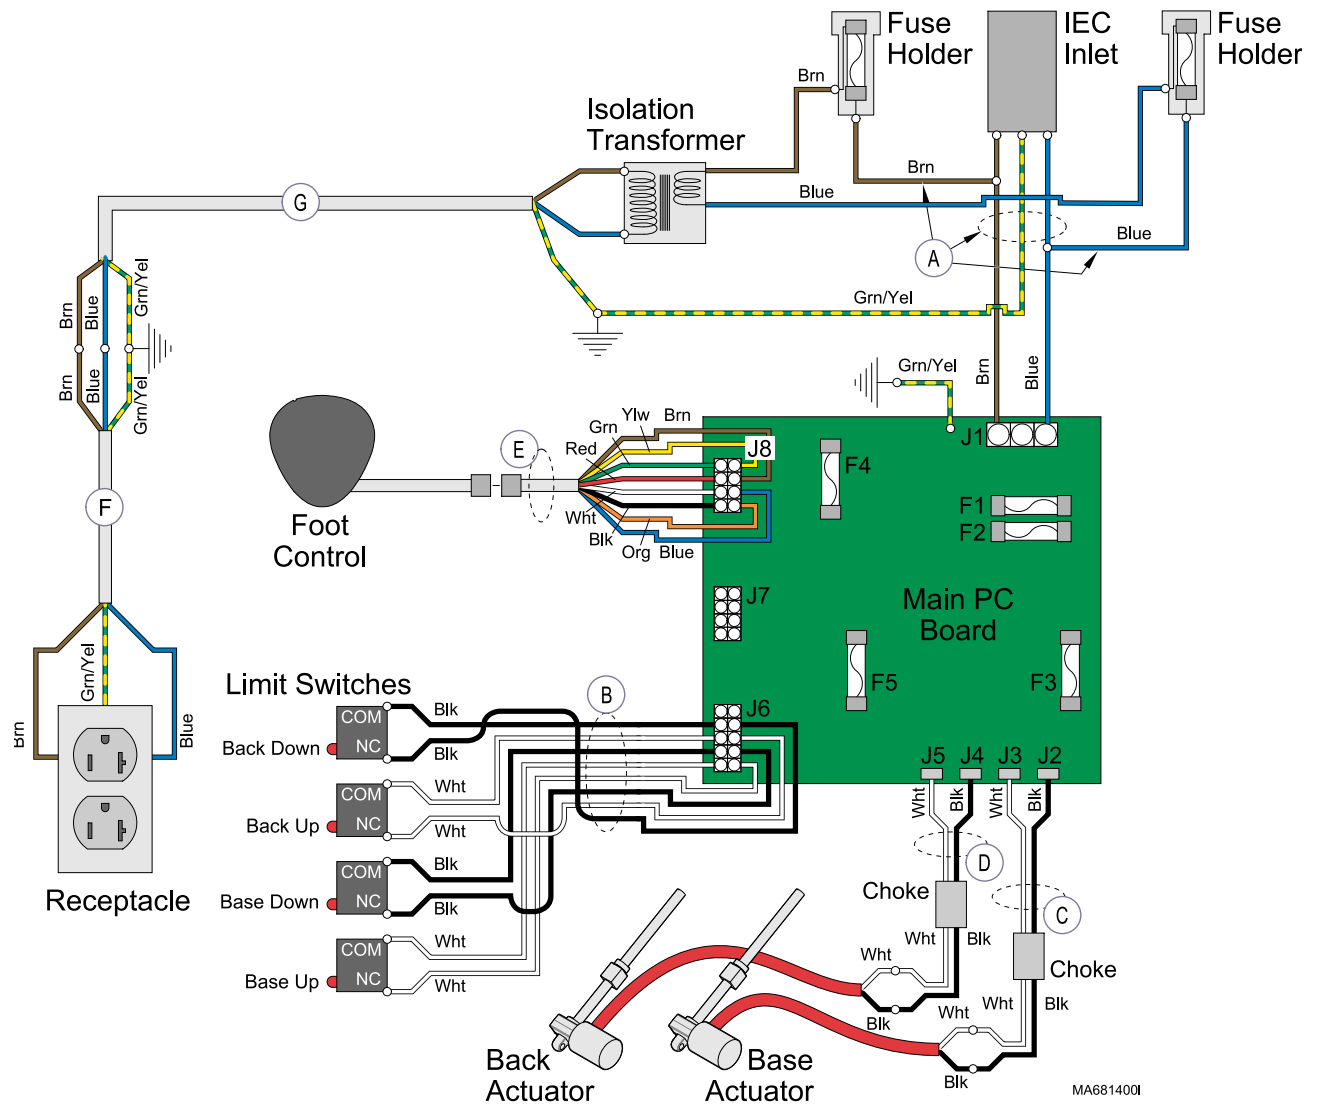 Fuse
Holder
IEC
Inlet
Fuse
Holder
Brn
Isolation
Transformer
Brn
Blue
Blue
G
A
Grn/Yel
Brn
Blue
Grn/Yel
Brn
Blue
Grn/Yel
Grn/Yel
Brn
Blue
J1
Ylw
Brn
Grn
Red
E
J8
F4
F1
F2
Wht
Blk
Org
Blue
Foot
Control
F
J7
Main PC
Board
F5
F3
Grn/Yel
Brn
Blue
Receptacle
Limit Switches
B
J6
COM
NC
Blk
Blk
Back Down
COM
NC
Wht
Wht
Back Up
COM
NC
Blk
Blk
Base Down
COM
NC
Wht
Wht
Base Up
J5
J4
J3
J2
Wht
Blk
Wht
Blk
D
Choke
C
Wht
Blk
Choke
Wht
Blk
Wht
Blk
Wht
Blk
Back
Actuator
Base
Actuator
MA681400I